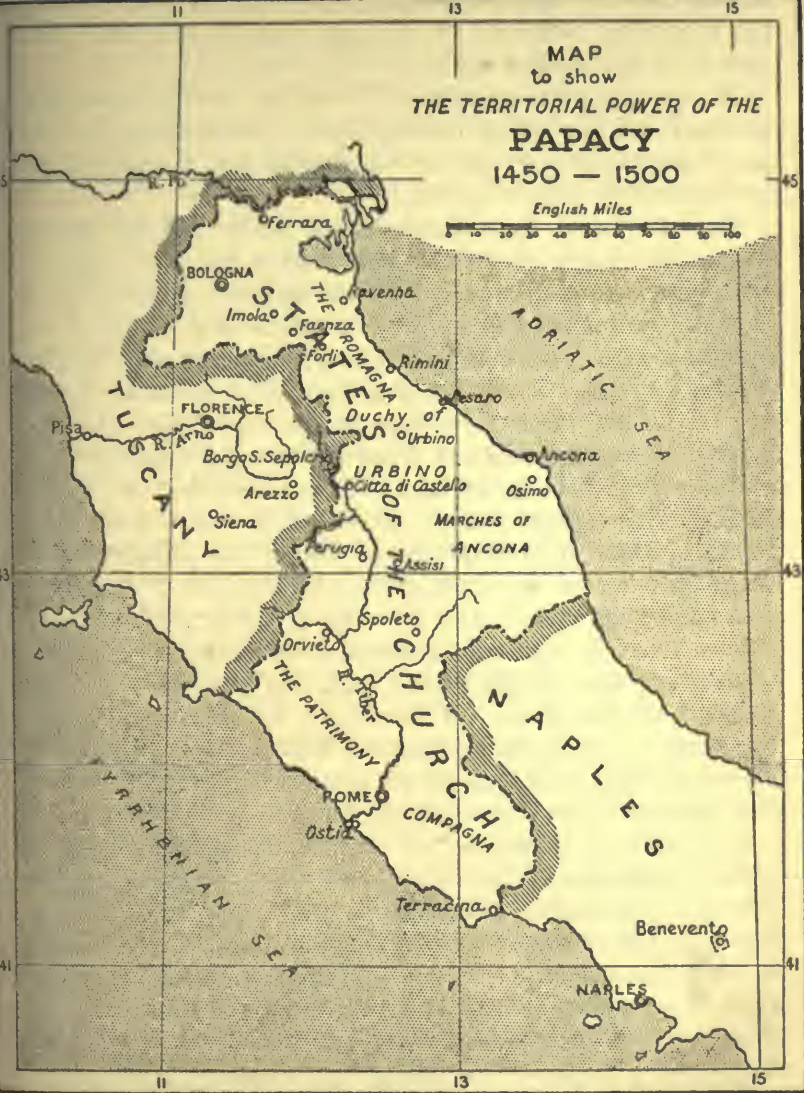 11 13 15
MAP
to show
THE TERRITORIAL POWER OF THE
PAPACY
1450 — 1500
English Miles
0 10 20 30 40 50 60 70 80 90 100
45
R. Po
Ferrara
BOLOGNA
Ravenna
Imola
Faenza
Forli
THE ROMAGNA
Rimini
Pesaro
ADRIATIC SEA
STATES OF THE CHURCH
TUSCANY
FLORENCE
Pisa
R. Arno
Duchy of
Urbino
URBINO
Borgo S. Sepolcro
Citta di Castello
Ancona
Osimo
Arezzo
Siena
MARCHES OF
ANCONA
Perugia
Assisi
43
Spoleto
Orvieto
R. Tiber
THE PATRIMONY
NAPLES
ROME
Ostia
COMPAGNA
TYRRHENIAN SEA
Terracina
Benevento
41 41
NAPLES
11 13 15